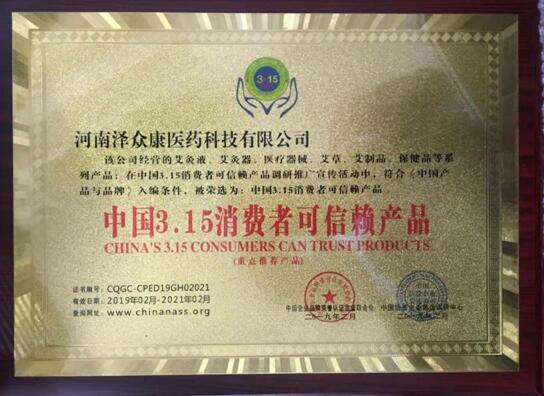 3·15
河南泽众康医药科技有限公司
该公司经营的艾灸液、艾灸器、医疗器械、艾草、艾制品、保健品等系
列产品：在中国3.15消费者可信赖产品调研推广宣传活动中，符合《中国产
品与品牌》入编条件，被荣选为：中国3.15消费者可信赖产品。
中国3.15消费者可信赖产品
CHINA'S 3.15 CONSUMERS CAN TRUST PRODUCTS
(重点推荐产品)
证书编号：CQGC-CPED19GH02021
有效日期：2019年02月-2021年02月
查询网址：www.chinanass.org
二〇一九年二月
二〇一九年二月